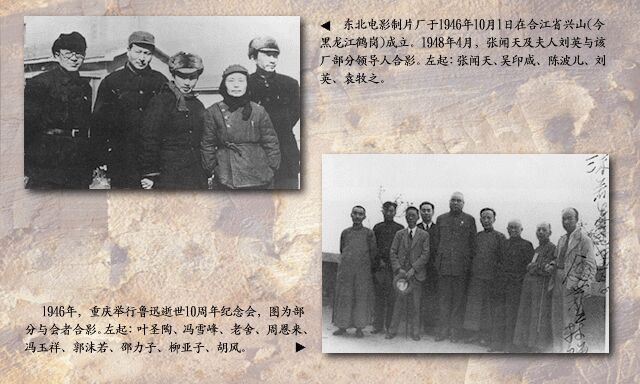 ◀ 东北电影制片厂于1946年10月1日在合江省兴山(今
黑龙江鹤岗)成立。1948年4月，张闻天及夫人刘英与该
厂部分领导人合影。左起：张闻天、吴印咸、陈波儿、刘
英、袁牧之。
1946年，重庆举行鲁迅逝世10周年纪念会，图为部
分与会者合影。左起：叶圣陶、冯雪峰、老舍、周恩来、
冯玉祥、郭沫若、邵力子、柳亚子、胡风。 ▶